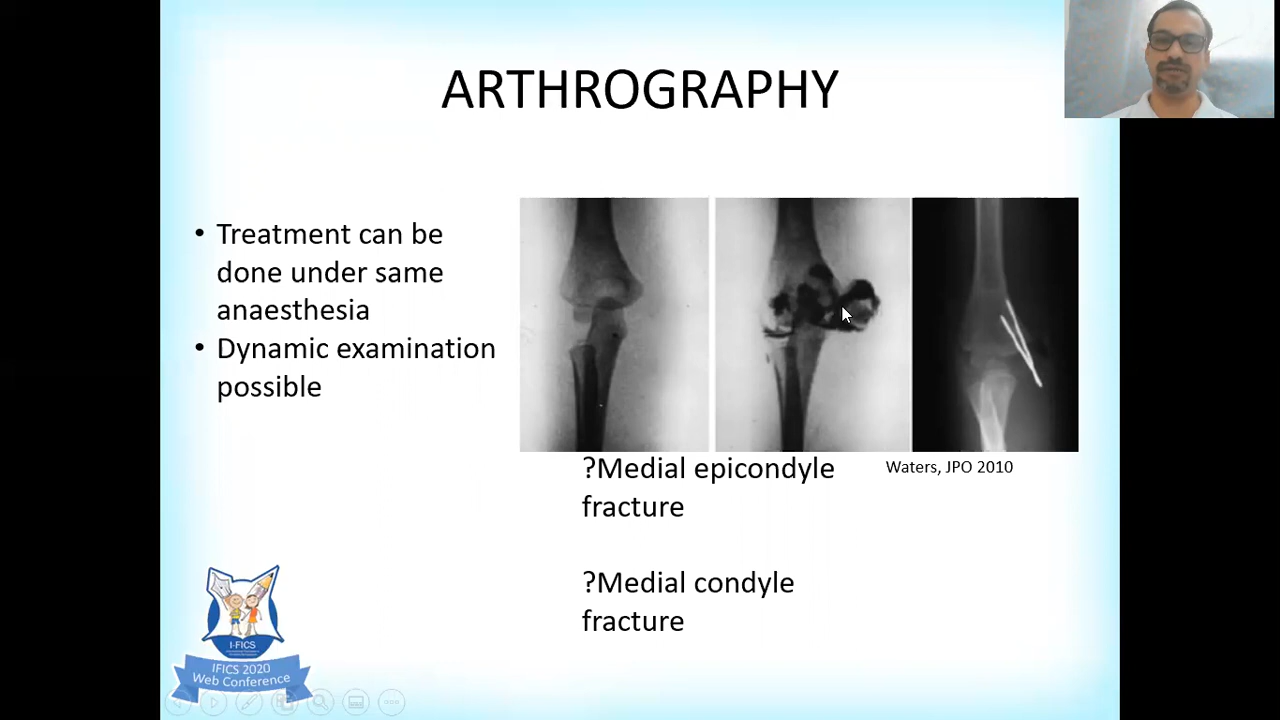 ARTHROGRAPHY
• Treatment can be
done under same
anaesthesia
• Dynamic examination
possible
?Medial epicondyle
fracture
Waters, JPO 2010
?Medial condyle
fracture
I-FICS
IFICS 2020
Web Conference